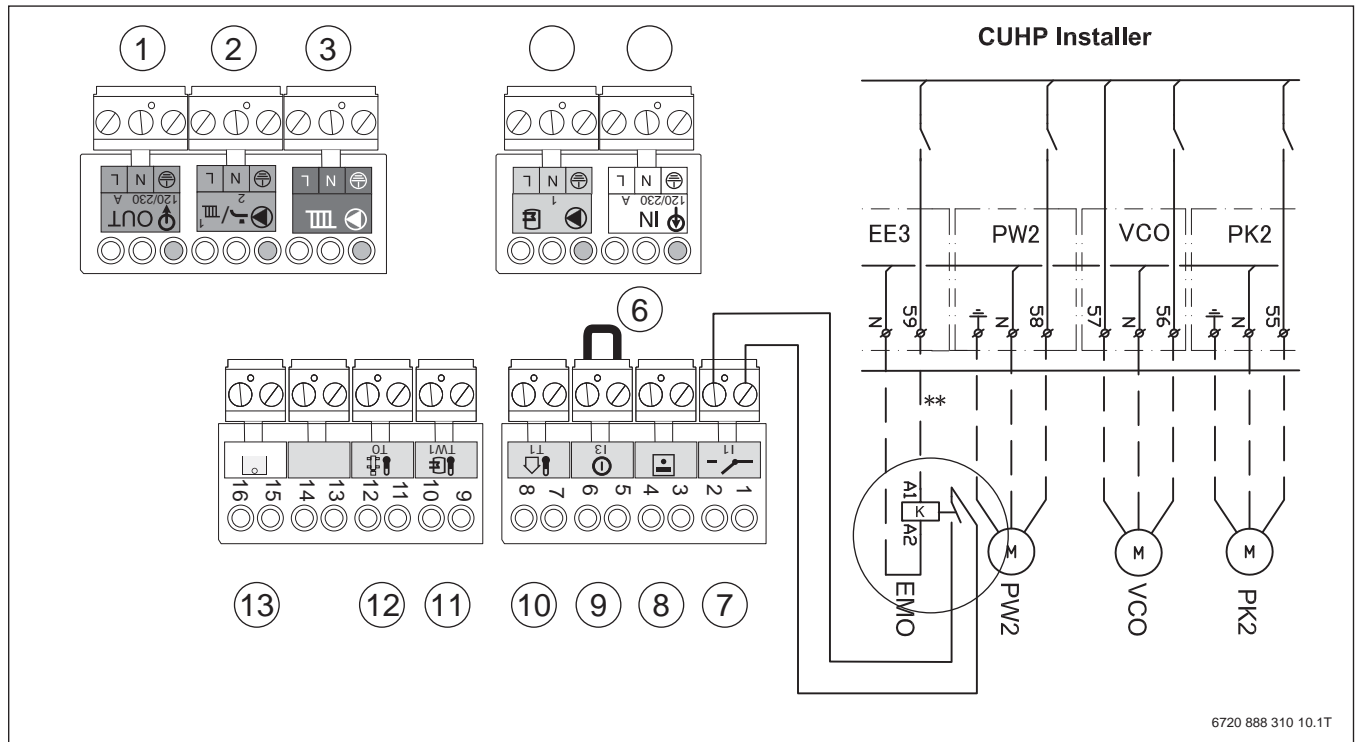 CUHP Installer
1 2 3
L N L N L N
120/230 A OUT
1 2
L N L N
1
120/230 A IN
EE3 PW2 VCO PK2
N 59 N 58 57 N 56 N 55
6
**
T0 TW1 T1 I3 I1
16 15 14 13 12 11 10 9 8 7 6 5 4 3 2 1
A1 K A2
M M M
EMO PW2 VCO PK2
13 12 11 10 9 8 7
6720 888 310 10.1T